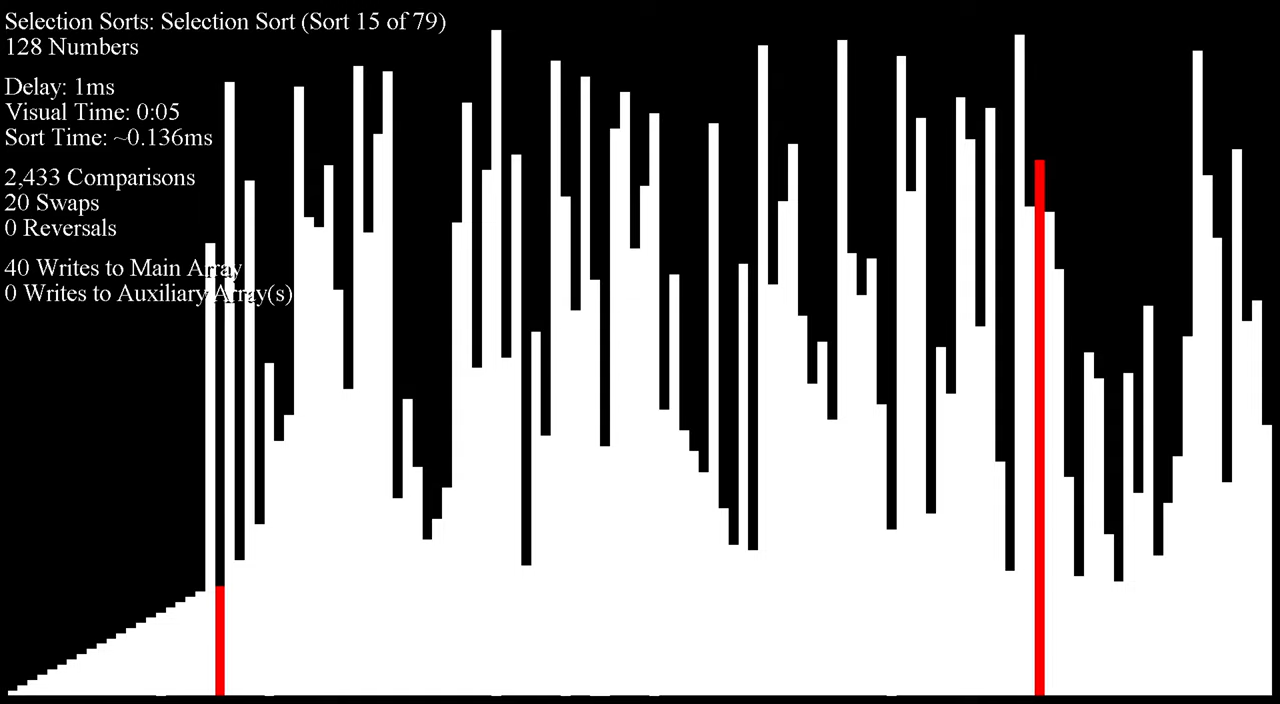 Selection Sorts: Selection Sort (Sort 15 of 79)
128 Numbers
Delay: 1ms
Visual Time: 0:05
Sort Time: ~0.136ms
2,433 Comparisons
20 Swaps
0 Reversals
40 Writes to Main Array
0 Writes to Auxiliary Array(s)